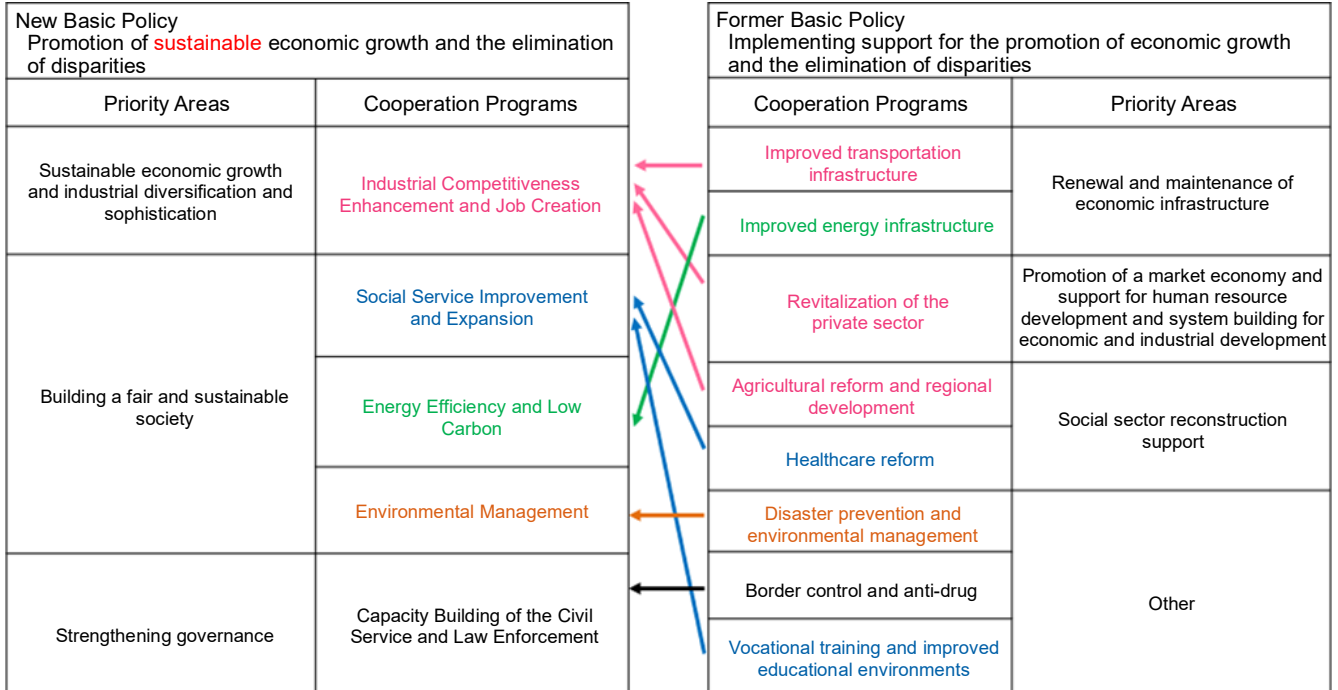 New Basic Policy
Promotion of sustainable economic growth and the elimination
of disparities
Priority Areas
Cooperation Programs
Sustainable economic growth
and industrial diversification and
sophistication
Industrial Competitiveness
Enhancement and Job Creation
Building a fair and sustainable
society
Social Service Improvement
and Expansion
Energy Efficiency and Low
Carbon
Environmental Management
Strengthening governance
Capacity Building of the Civil
Service and Law Enforcement
Former Basic Policy
Implementing support for the promotion of economic growth
and the elimination of disparities
Cooperation Programs
Priority Areas
Improved transportation
infrastructure
Improved energy infrastructure
Renewal and maintenance of
economic infrastructure
Revitalization of the
private sector
Promotion of a market economy and
support for human resource
development and system building for
economic and industrial development
Agricultural reform and regional
development
Healthcare reform
Social sector reconstruction
support
Disaster prevention and
environmental management
Border control and anti-drug
Vocational training and improved
educational environments
Other